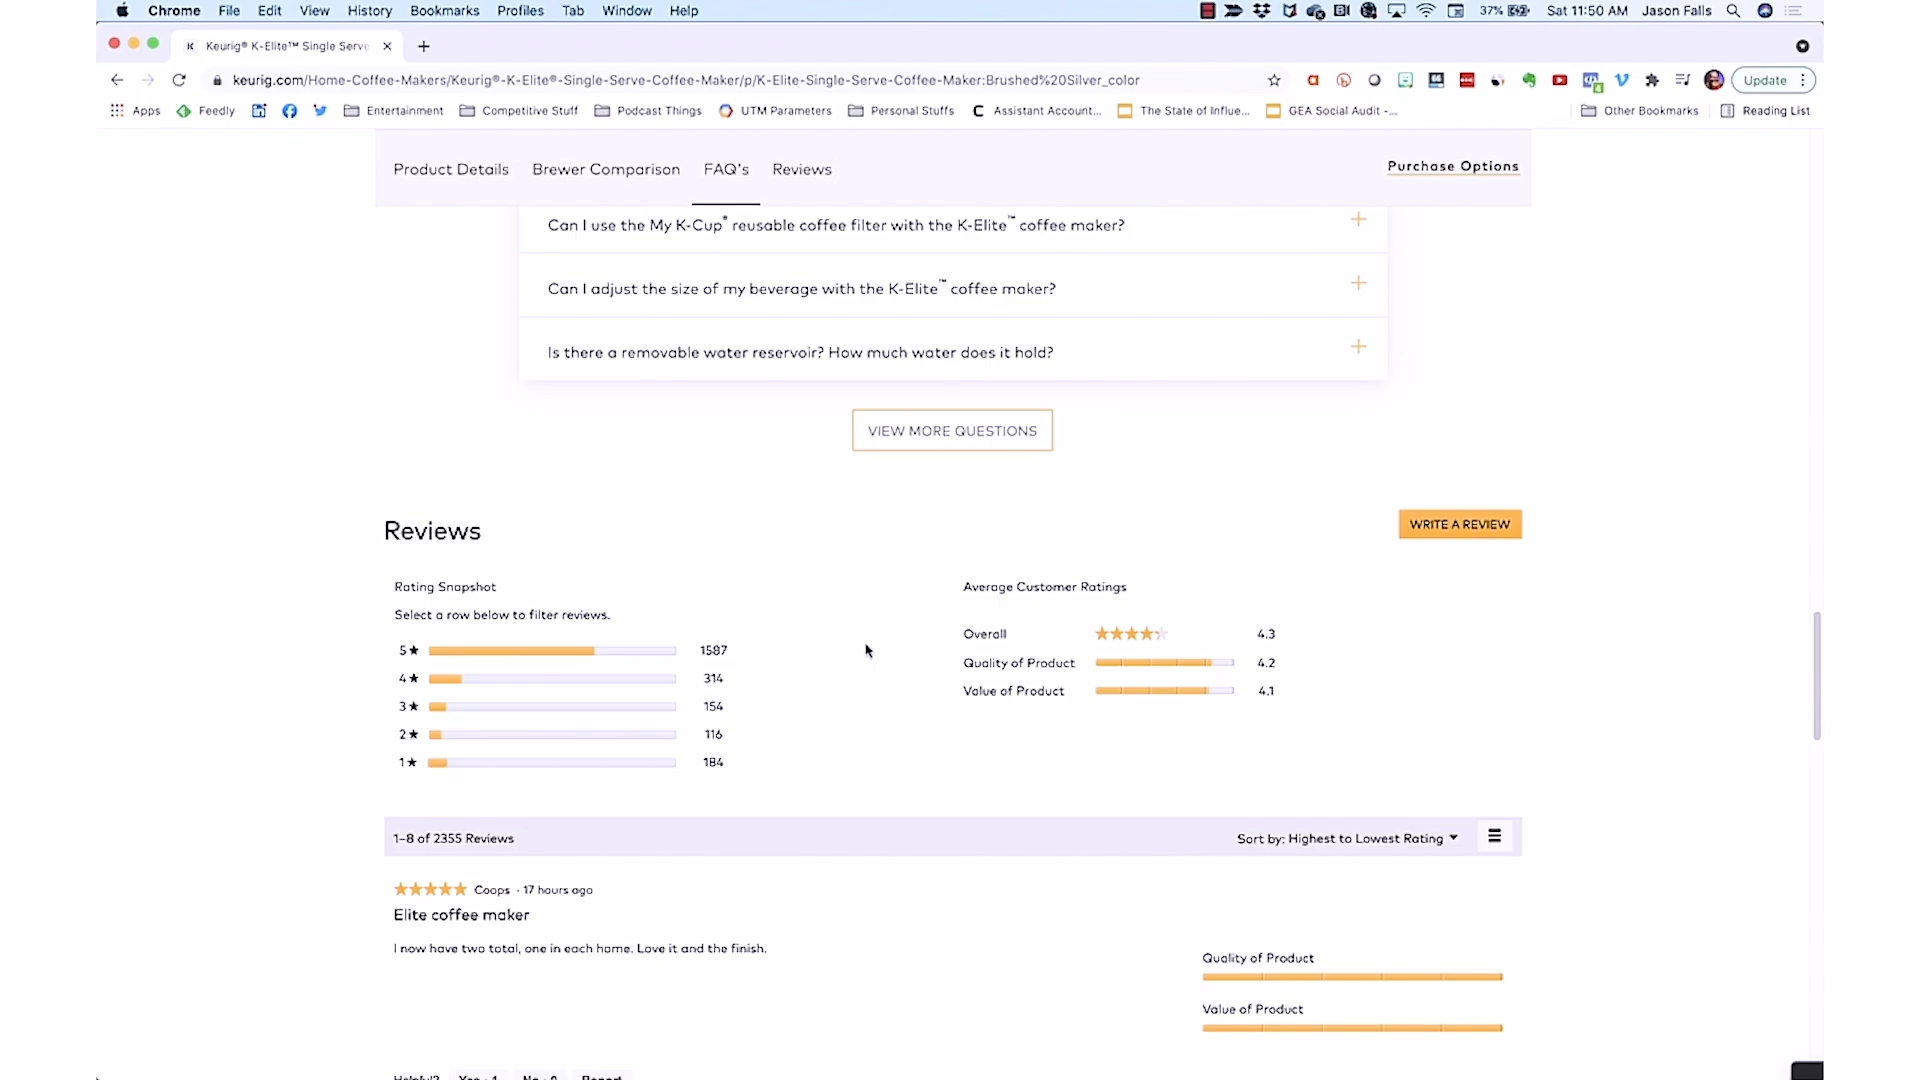 Chrome File Edit View History Bookmarks Profiles Tab Window Help 37% Sat 11:50 AM Jason Falls
Keurig® K-Elite™ Single Serve
keurig.com/Home-Coffee-Makers/Keurig®-K-Elite®-Single-Serve-Coffee-Maker/p/K-Elite-Single-Serve-Coffee-Maker:Brushed%20Silver_color Update
Apps Feedly Entertainment Competitive Stuff Podcast Things UTM Parameters Personal Stuffs Assistant Account... The State of Influe... GEA Social Audit -... Other Bookmarks Reading List
Product Details Brewer Comparison FAQ's Reviews Purchase Options
Can I use the My K-Cup® reusable coffee filter with the K-Elite™ coffee maker?
Can I adjust the size of my beverage with the K-Elite™ coffee maker?
Is there a removable water reservoir? How much water does it hold?
VIEW MORE QUESTIONS
Reviews
WRITE A REVIEW
Rating Snapshot
Select a row below to filter reviews.
5★ 1587
4★ 314
3★ 154
2★ 116
1★ 184
Average Customer Ratings
Overall ★★★★★ 4.3
Quality of Product 4.2
Value of Product 4.1
1–8 of 2355 Reviews Sort by: Highest to Lowest Rating ▼
★★★★★ Coops · 17 hours ago
Elite coffee maker
I now have two total, one in each home. Love it and the finish.
Quality of Product
Value of Product
Helpful? Yes · 1 No · 0 Report